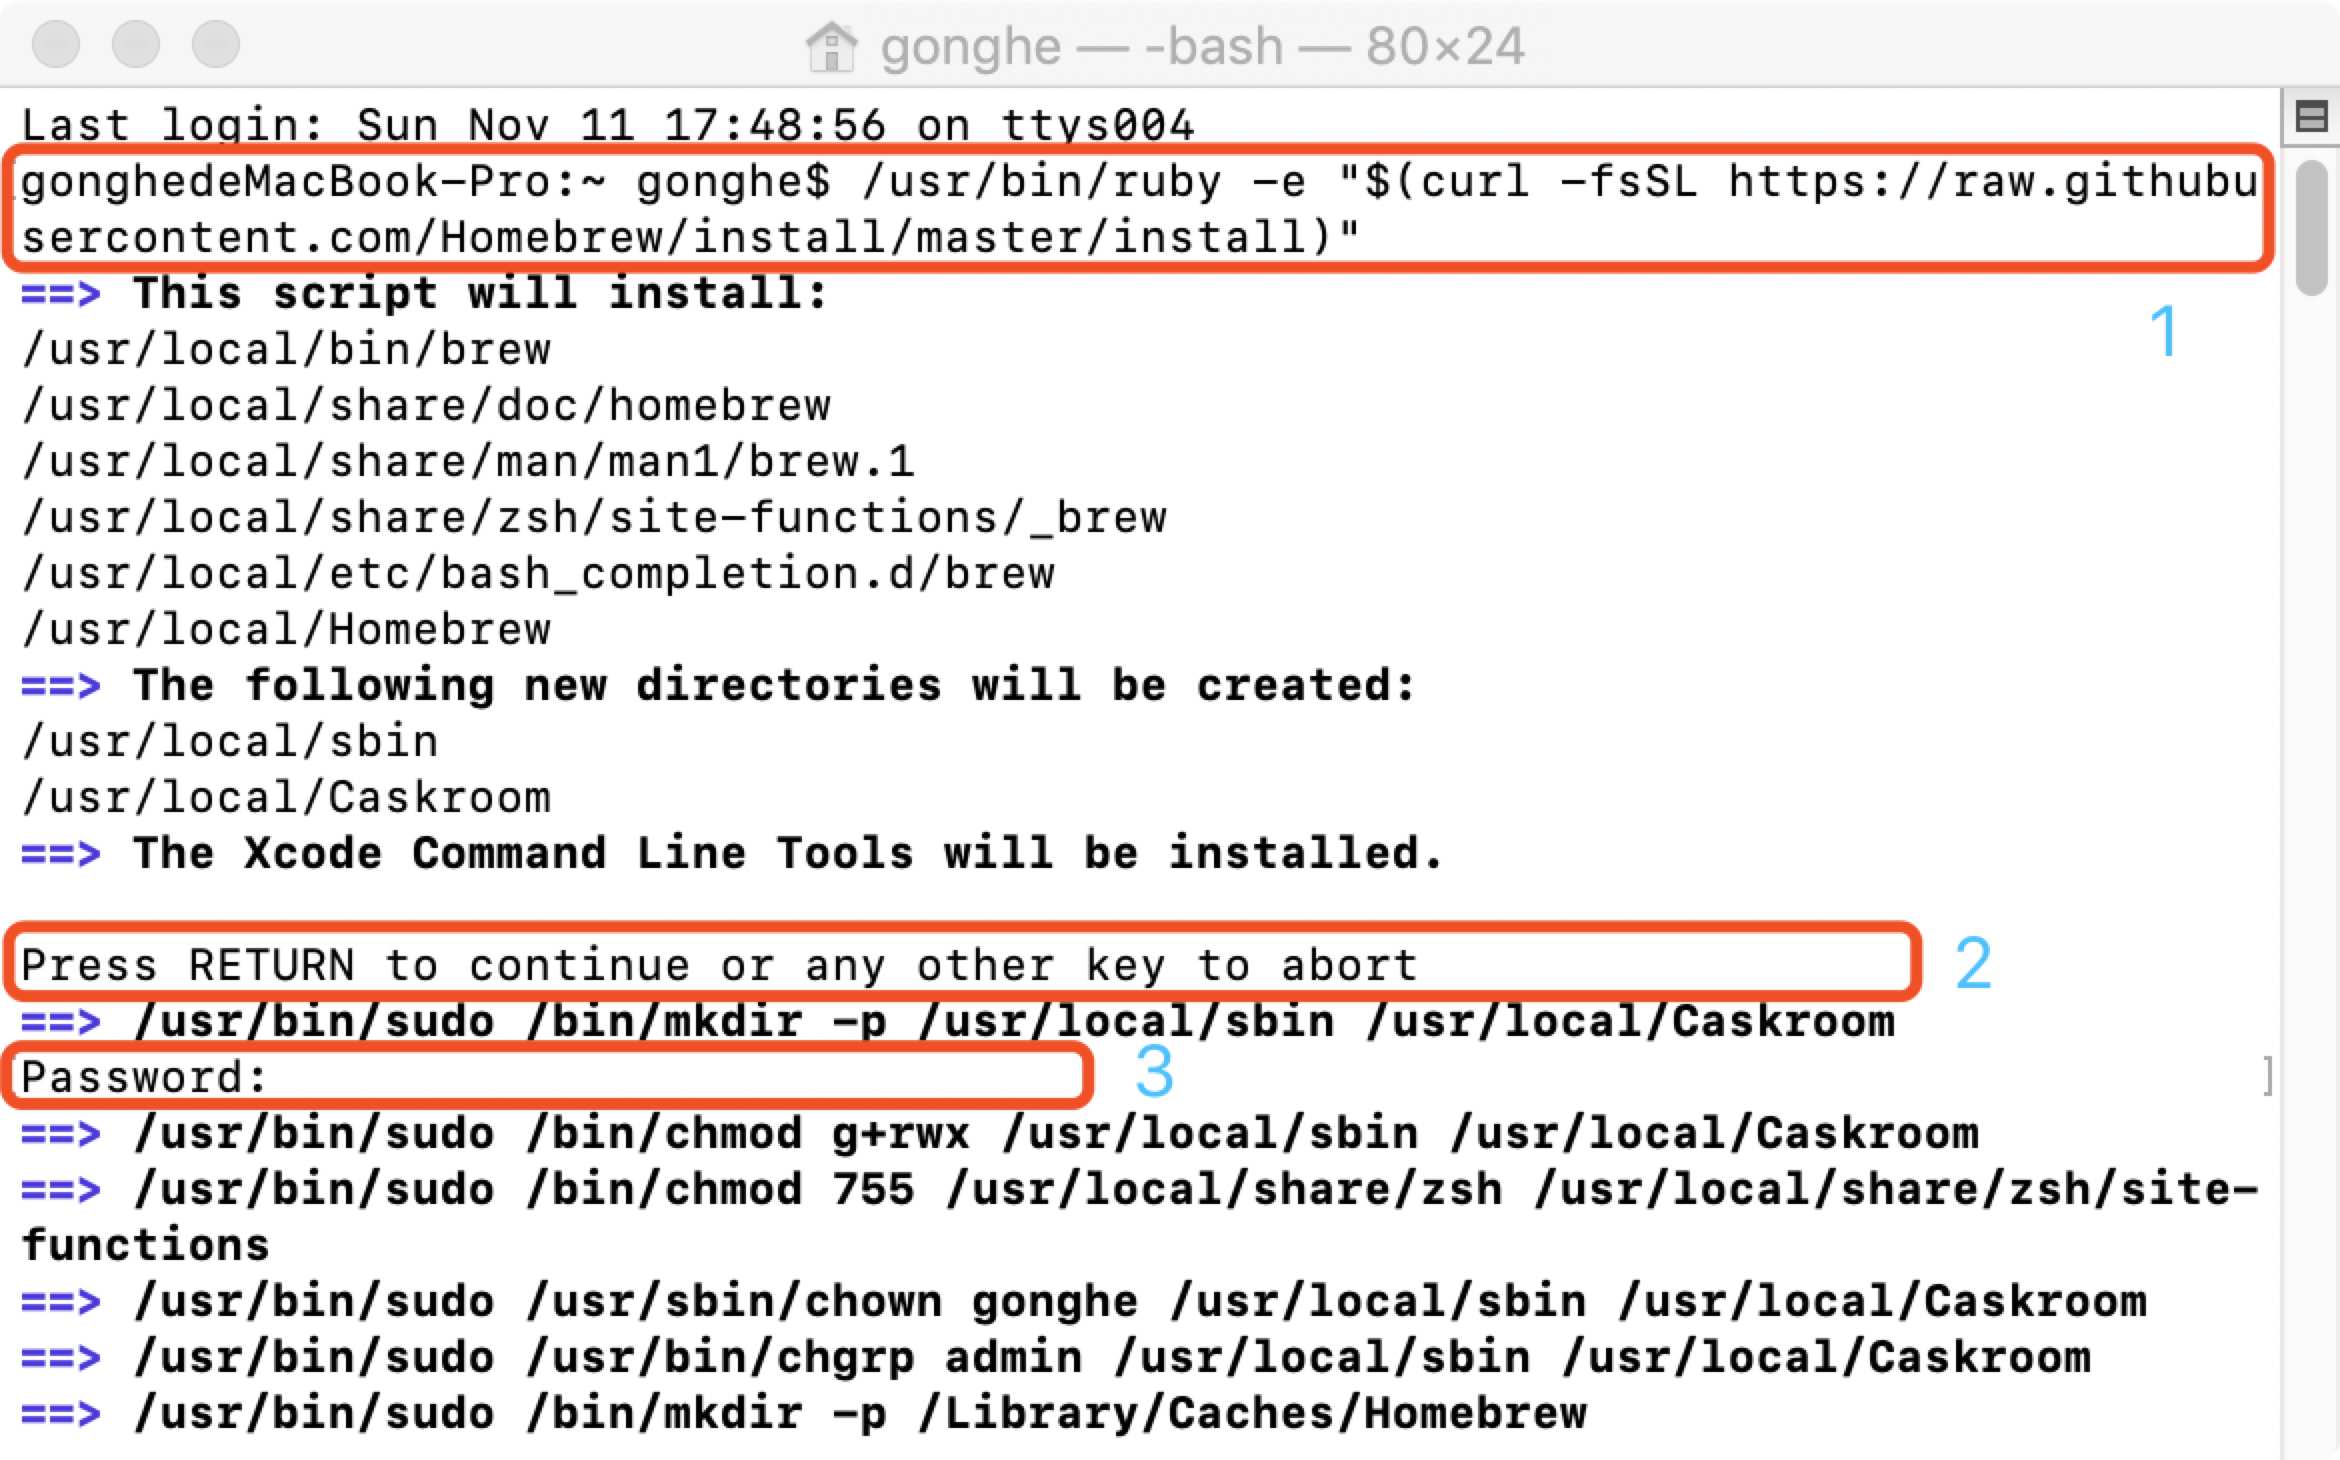 gonghe — -bash — 80×24
Last login: Sun Nov 11 17:48:56 on ttys004
gonghedeMacBook-Pro:~ gonghe$ /usr/bin/ruby -e "$(curl -fsSL https://raw.githubu
sercontent.com/Homebrew/install/master/install)"
==> This script will install:
1
/usr/local/bin/brew
/usr/local/share/doc/homebrew
/usr/local/share/man/man1/brew.1
/usr/local/share/zsh/site-functions/_brew
/usr/local/etc/bash_completion.d/brew
/usr/local/Homebrew
==> The following new directories will be created:
/usr/local/sbin
/usr/local/Caskroom
==> The Xcode Command Line Tools will be installed.
Press RETURN to continue or any other key to abort 2
==> /usr/bin/sudo /bin/mkdir -p /usr/local/sbin /usr/local/Caskroom
Password: 3 ]
==> /usr/bin/sudo /bin/chmod g+rwx /usr/local/sbin /usr/local/Caskroom
==> /usr/bin/sudo /bin/chmod 755 /usr/local/share/zsh /usr/local/share/zsh/site-
functions
==> /usr/bin/sudo /usr/sbin/chown gonghe /usr/local/sbin /usr/local/Caskroom
==> /usr/bin/sudo /usr/bin/chgrp admin /usr/local/sbin /usr/local/Caskroom
==> /usr/bin/sudo /bin/mkdir -p /Library/Caches/Homebrew